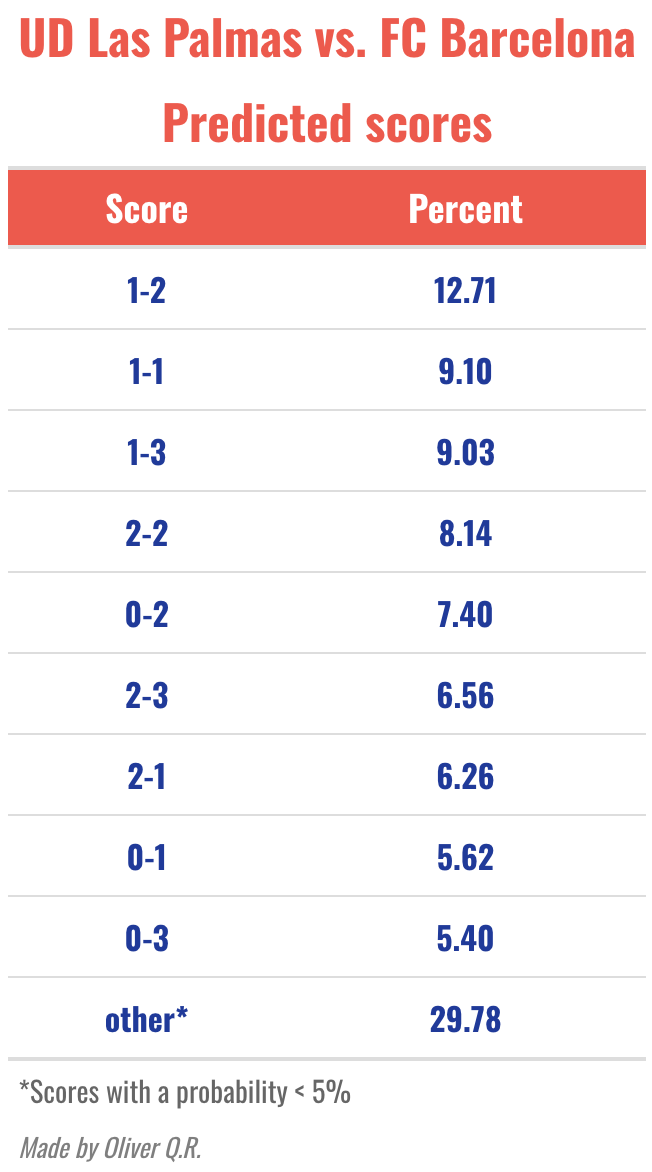 UD Las Palmas vs. FC Barcelona
Predicted scores
Score Percent
1-2 12.71
1-1 9.10
1-3 9.03
2-2 8.14
0-2 7.40
2-3 6.56
2-1 6.26
0-1 5.62
0-3 5.40
other* 29.78
*Scores with a probability < 5%
Made by Oliver Q.R.